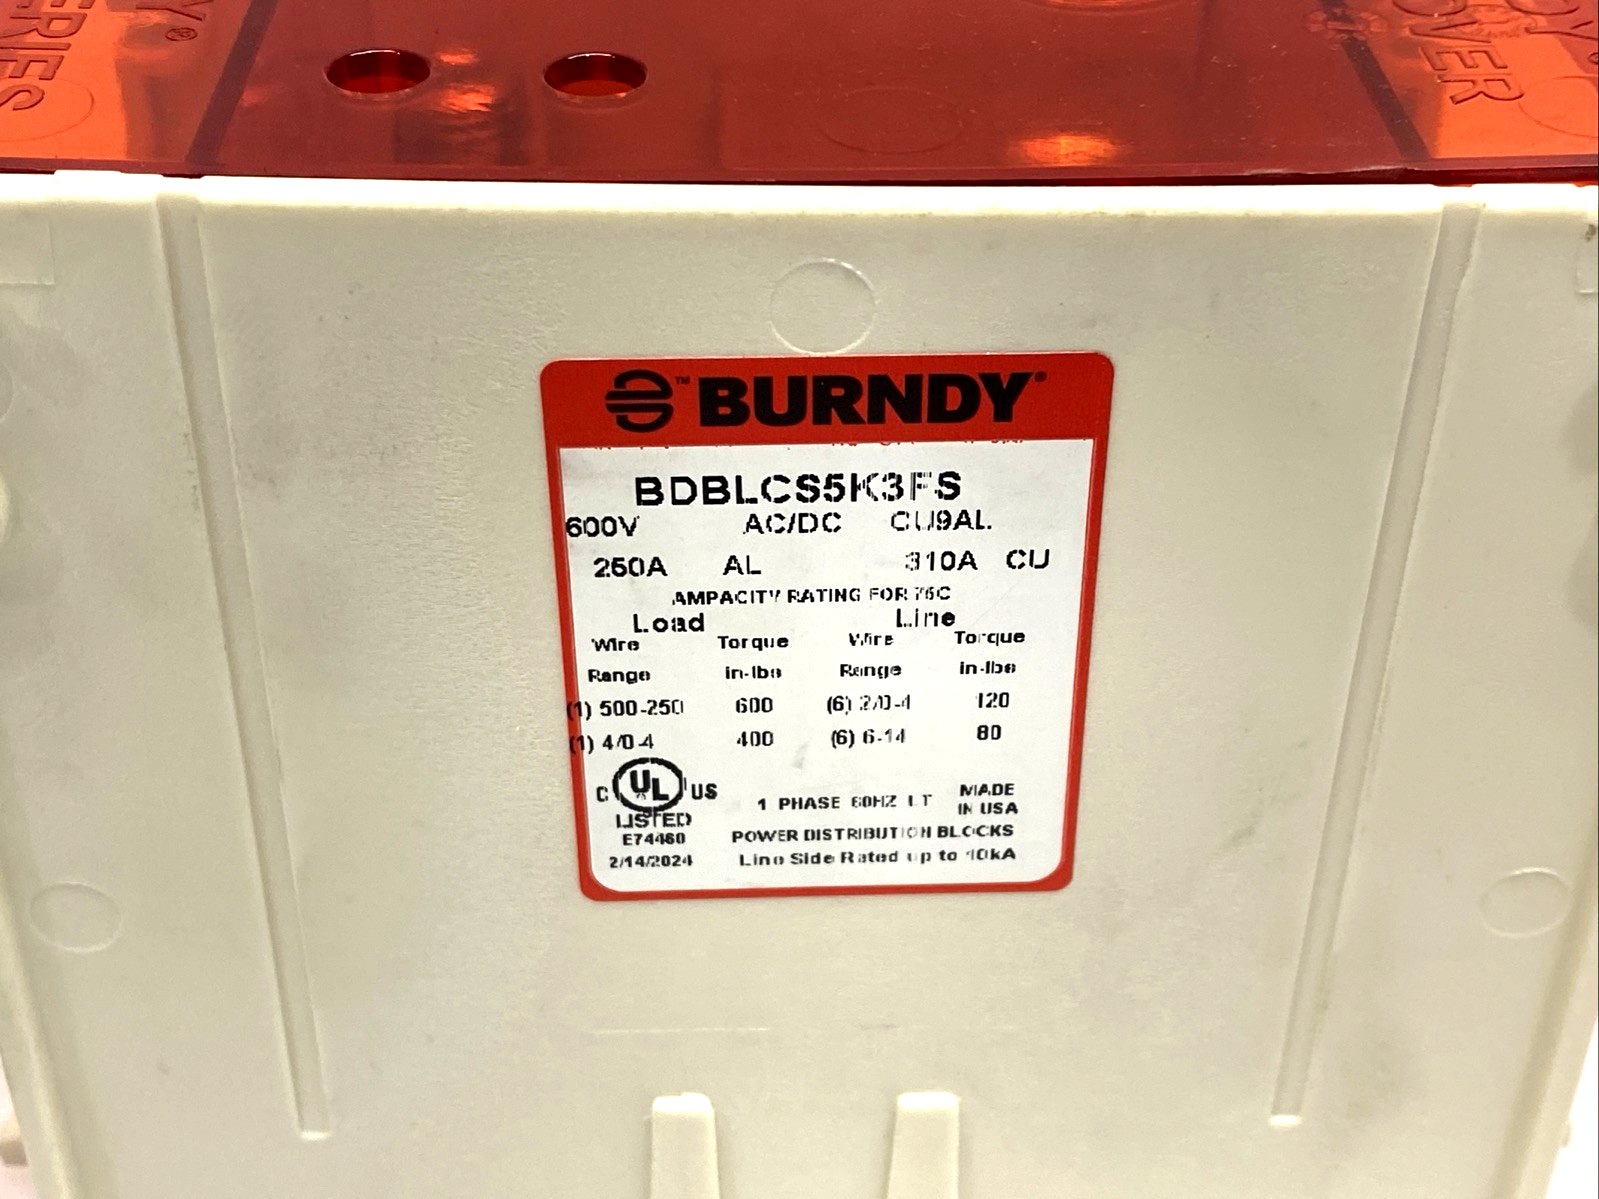 SERIES
COVER
™ BURNDY®
BDBLCS5K3FS
600V AC/DC CU9AL
250A AL 310A CU
AMPACITY RATING FOR 75C
Load Line
Wire Torque Wire Torque
Range in-lbs Range in-lbs
(1) 500-250 600 (6) 2/0-4 120
(1) 4/0-4 400 (6) 6-14 80
C UL US
LISTED
1 PHASE 60HZ MADE
IN USA
E74460
POWER DISTRIBUTION BLOCKS
2/14/2024 Line Side Rated up to 10kA